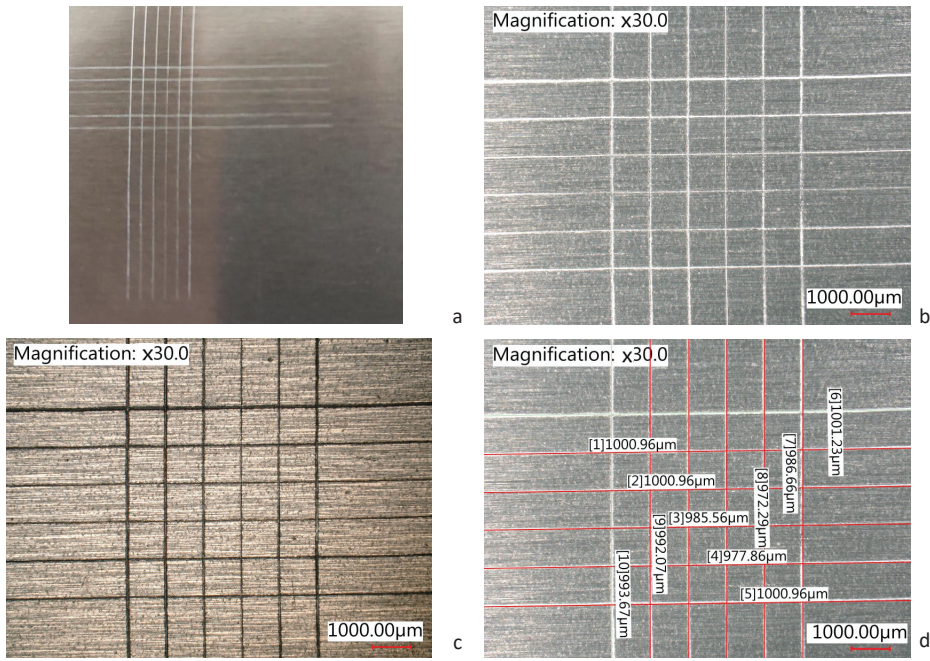 a
Magnification: x30.0
1000.00μm
b
Magnification: x30.0
1000.00μm
c
Magnification: x30.0
[1]1000.96μm
[2]1000.96μm
[3]985.56μm
[4]977.86μm
[5]1000.96μm
[6]1001.23μm
[7]986.66μm
[8]972.29μm
[9]992.07μm
[10]993.67μm
1000.00μm
d